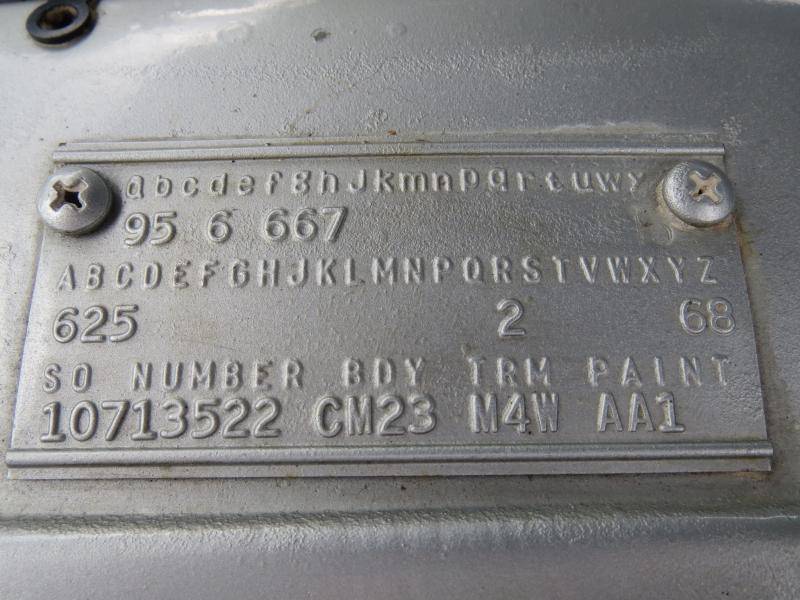 abcdefghJkmnpqrtuwy
95 6 667
ABCDEFGHJKLMNPQRSTVWXYZ
625 2 68
SO NUMBER BDY TRM PAINT
10713522 CM23 M4W AA1